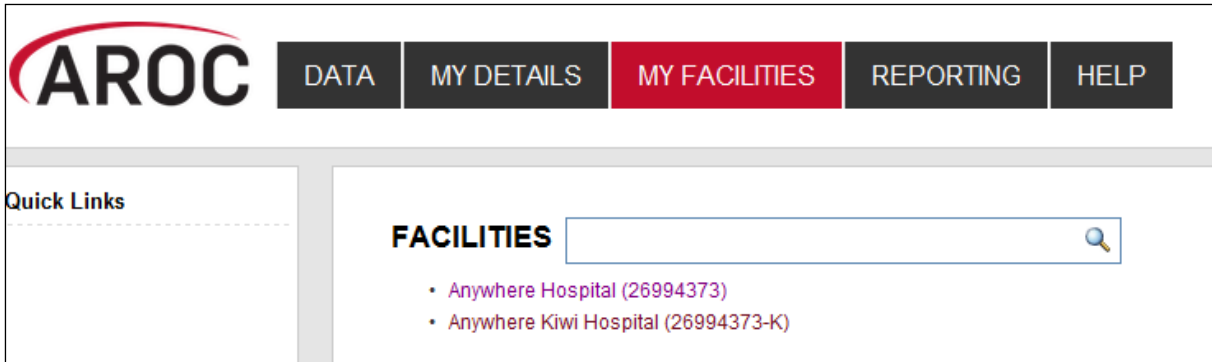 AROC DATA MY DETAILS MY FACILITIES REPORTING HELP
Quick Links
FACILITIES
• Anywhere Hospital (26994373)
• Anywhere Kiwi Hospital (26994373-K)